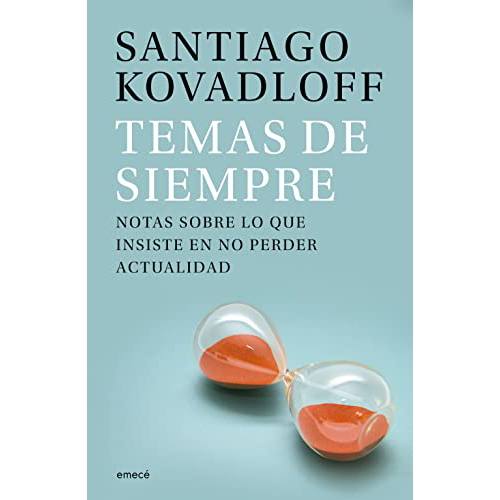 SANTIAGO
KOVADLOFF
TEMAS DE
SIEMPRE
NOTAS SOBRE LO QUE
INSISTE EN NO PERDER
ACTUALIDAD
emecé